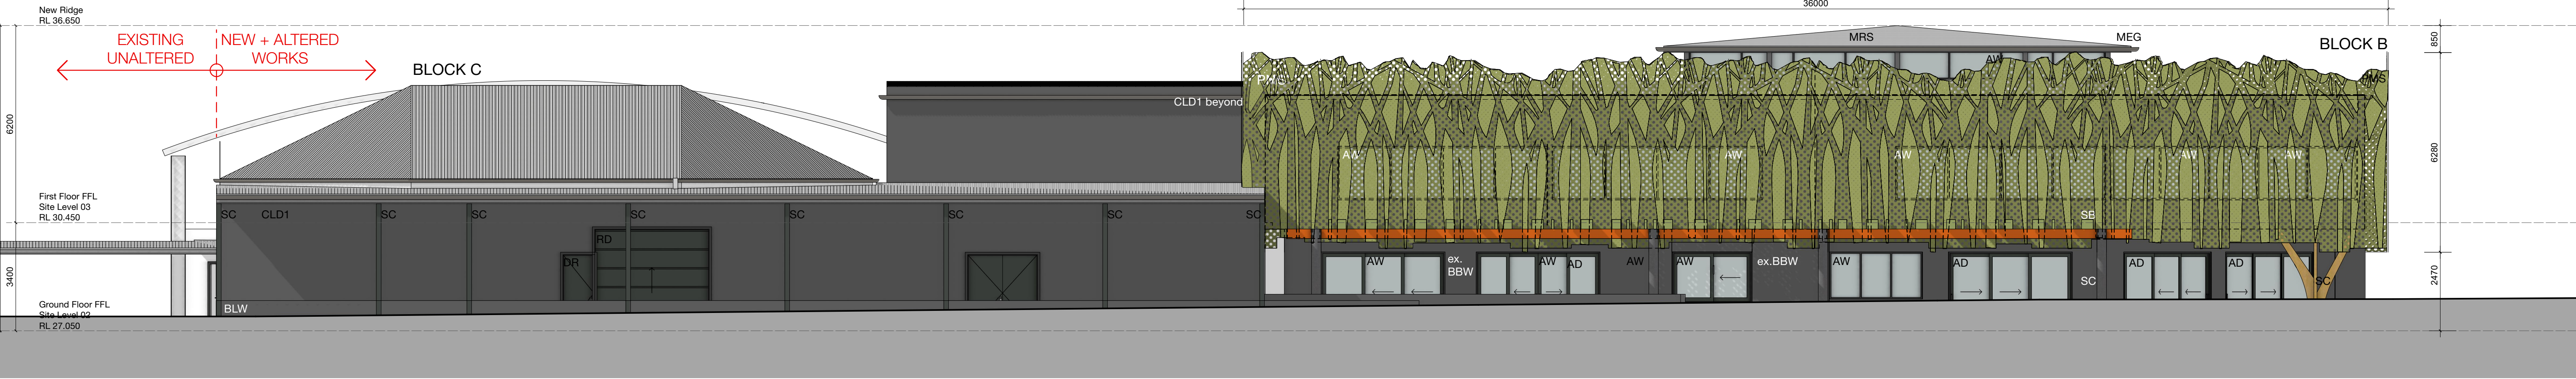 New Ridge
RL 36.650
36000
EXISTING
UNALTERED
NEW + ALTERED
WORKS
BLOCK C
MRS
MEG
BLOCK B
850
AW
PMS
PMS
CLD1 beyond
6200
AW
AW
AW
AW
AW
6280
First Floor FFL
Site Level 03
RL 30.450
SC
CLD1
SC
SC
SC
SC
SC
SC
SC
SB
RD
DR
AW
ex.
BBW
AW
AD
AW
AW
ex.BBW
AW
AD
SC
AD
AD
SC
3400
2470
Ground Floor FFL
Site Level 02
RL 27.050
BLW